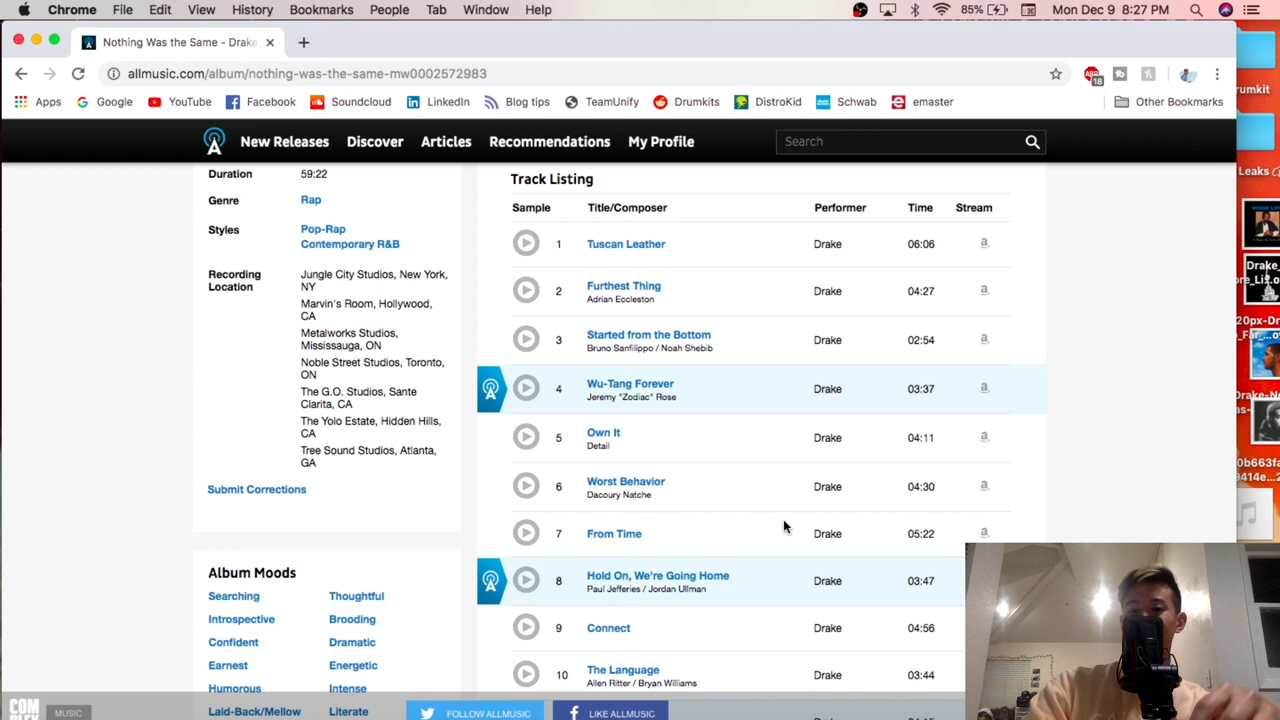 Chrome File Edit View History Bookmarks People Tab Window Help 85% Mon Dec 9 8:27 PM
Nothing Was the Same - Drake
allmusic.com/album/nothing-was-the-same-mw0002572983
ABP 18
Apps Google YouTube Facebook Soundcloud LinkedIn Blog tips TeamUnify Drumkits DistroKid Schwab emaster Other Bookmarks
rumkit
New Releases Discover Articles Recommendations My Profile Search
Leaks
Duration 59:22
Genre Rap
Styles Pop-Rap
Contemporary R&B
Recording Location
Jungle City Studios, New York,
NY
Marvin's Room, Hollywood,
CA
Metalworks Studios,
Mississauga, ON
Noble Street Studios, Toronto,
ON
The G.O. Studios, Sante
Clarita, CA
The Yolo Estate, Hidden Hills,
CA
Tree Sound Studios, Atlanta,
GA
Submit Corrections
Album Moods
Searching Thoughtful
Introspective Brooding
Confident Dramatic
Earnest Energetic
Humorous Intense
Laid-Back/Mellow Literate
Track Listing
Sample Title/Composer Performer Time Stream
1 Tuscan Leather Drake 06:06 a
2 Furthest Thing Drake 04:27 a
Adrian Eccleston
3 Started from the Bottom Drake 02:54 a
Bruno Sanfilippo / Noah Shebib
4 Wu-Tang Forever Drake 03:37 a
Jeremy "Zodiac" Rose
5 Own It Drake 04:11 a
Detail
6 Worst Behavior Drake 04:30 a
Dacoury Natche
7 From Time Drake 05:22 a
8 Hold On, We're Going Home Drake 03:47
Paul Jefferies / Jordan Ullman
9 Connect Drake 04:56
10 The Language Drake 03:44
Allen Ritter / Bryan Williams
COM
MUSIC
FOLLOW ALLMUSIC LIKE ALLMUSIC